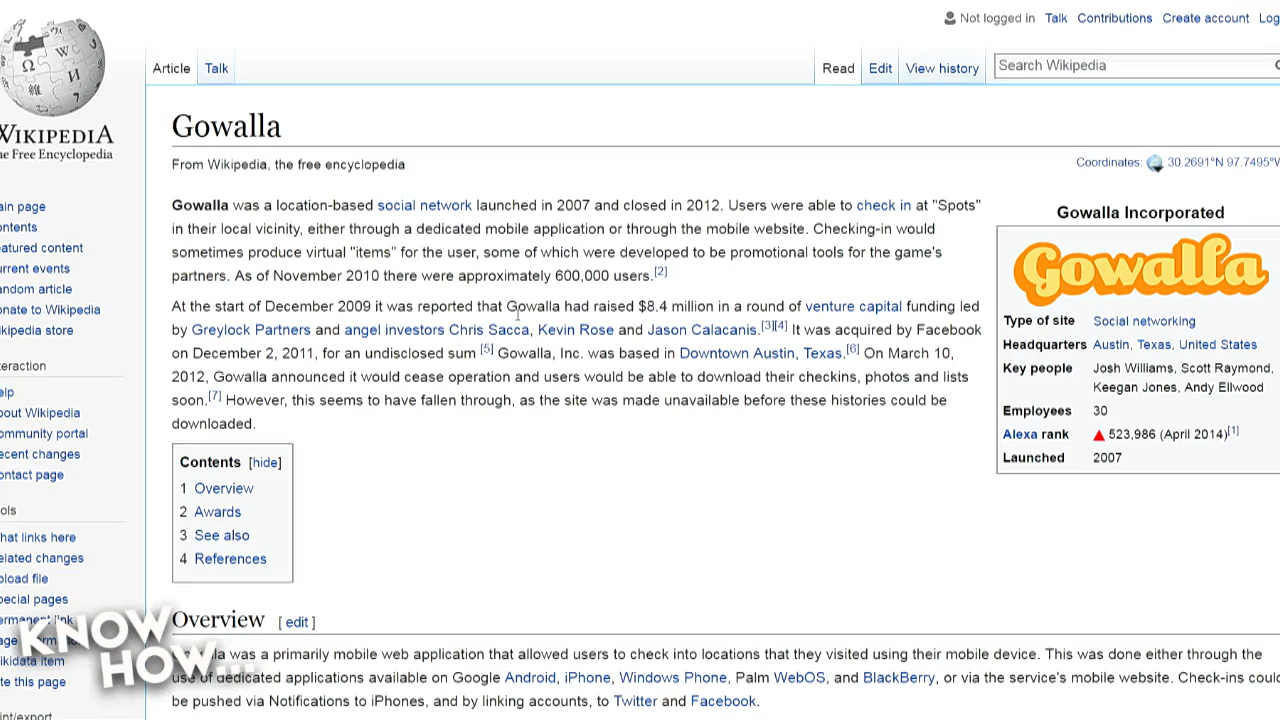 Not logged in Talk Contributions Create account Log
WIKIPEDIA
The Free Encyclopedia
Article Talk Read Edit View history Search Wikipedia
Gowalla
From Wikipedia, the free encyclopedia
Coordinates: 30.2691°N 97.7495°W
Gowalla was a location-based social network launched in 2007 and closed in 2012. Users were able to check in at "Spots"
in their local vicinity, either through a dedicated mobile application or through the mobile website. Checking-in would
sometimes produce virtual "items" for the user, some of which were developed to be promotional tools for the game's
partners. As of November 2010 there were approximately 600,000 users.[2]
At the start of December 2009 it was reported that Gowalla had raised $8.4 million in a round of venture capital funding led
by Greylock Partners and angel investors Chris Sacca, Kevin Rose and Jason Calacanis.[3][4] It was acquired by Facebook
on December 2, 2011, for an undisclosed sum [5] Gowalla, Inc. was based in Downtown Austin, Texas.[6] On March 10,
2012, Gowalla announced it would cease operation and users would be able to download their checkins, photos and lists
soon.[7] However, this seems to have fallen through, as the site was made unavailable before these histories could be
downloaded.
Gowalla Incorporated
Gowalla
Type of site Social networking
Headquarters Austin, Texas, United States
Key people Josh Williams, Scott Raymond,
Keegan Jones, Andy Ellwood
Employees 30
Alexa rank 523,986 (April 2014)[1]
Launched 2007
Contents [hide]
1 Overview
2 Awards
3 See also
4 References
Overview [ edit ]
was a primarily mobile web application that allowed users to check into locations that they visited using their mobile device. This was done either through the
use of dedicated applications available on Google Android, iPhone, Windows Phone, Palm WebOS, and BlackBerry, or via the service's mobile website. Check-ins could
be pushed via Notifications to iPhones, and by linking accounts, to Twitter and Facebook.
ain page
ontents
eatured content
urrent events
andom article
onate to Wikipedia
kipedia store
eraction
elp
bout Wikipedia
ommunity portal
ecent changes
ontact page
ols
hat links here
elated changes
pload file
pecial pages
ermanent link
age
ikidata item
ite this page
int/export
KNOW
HOW...